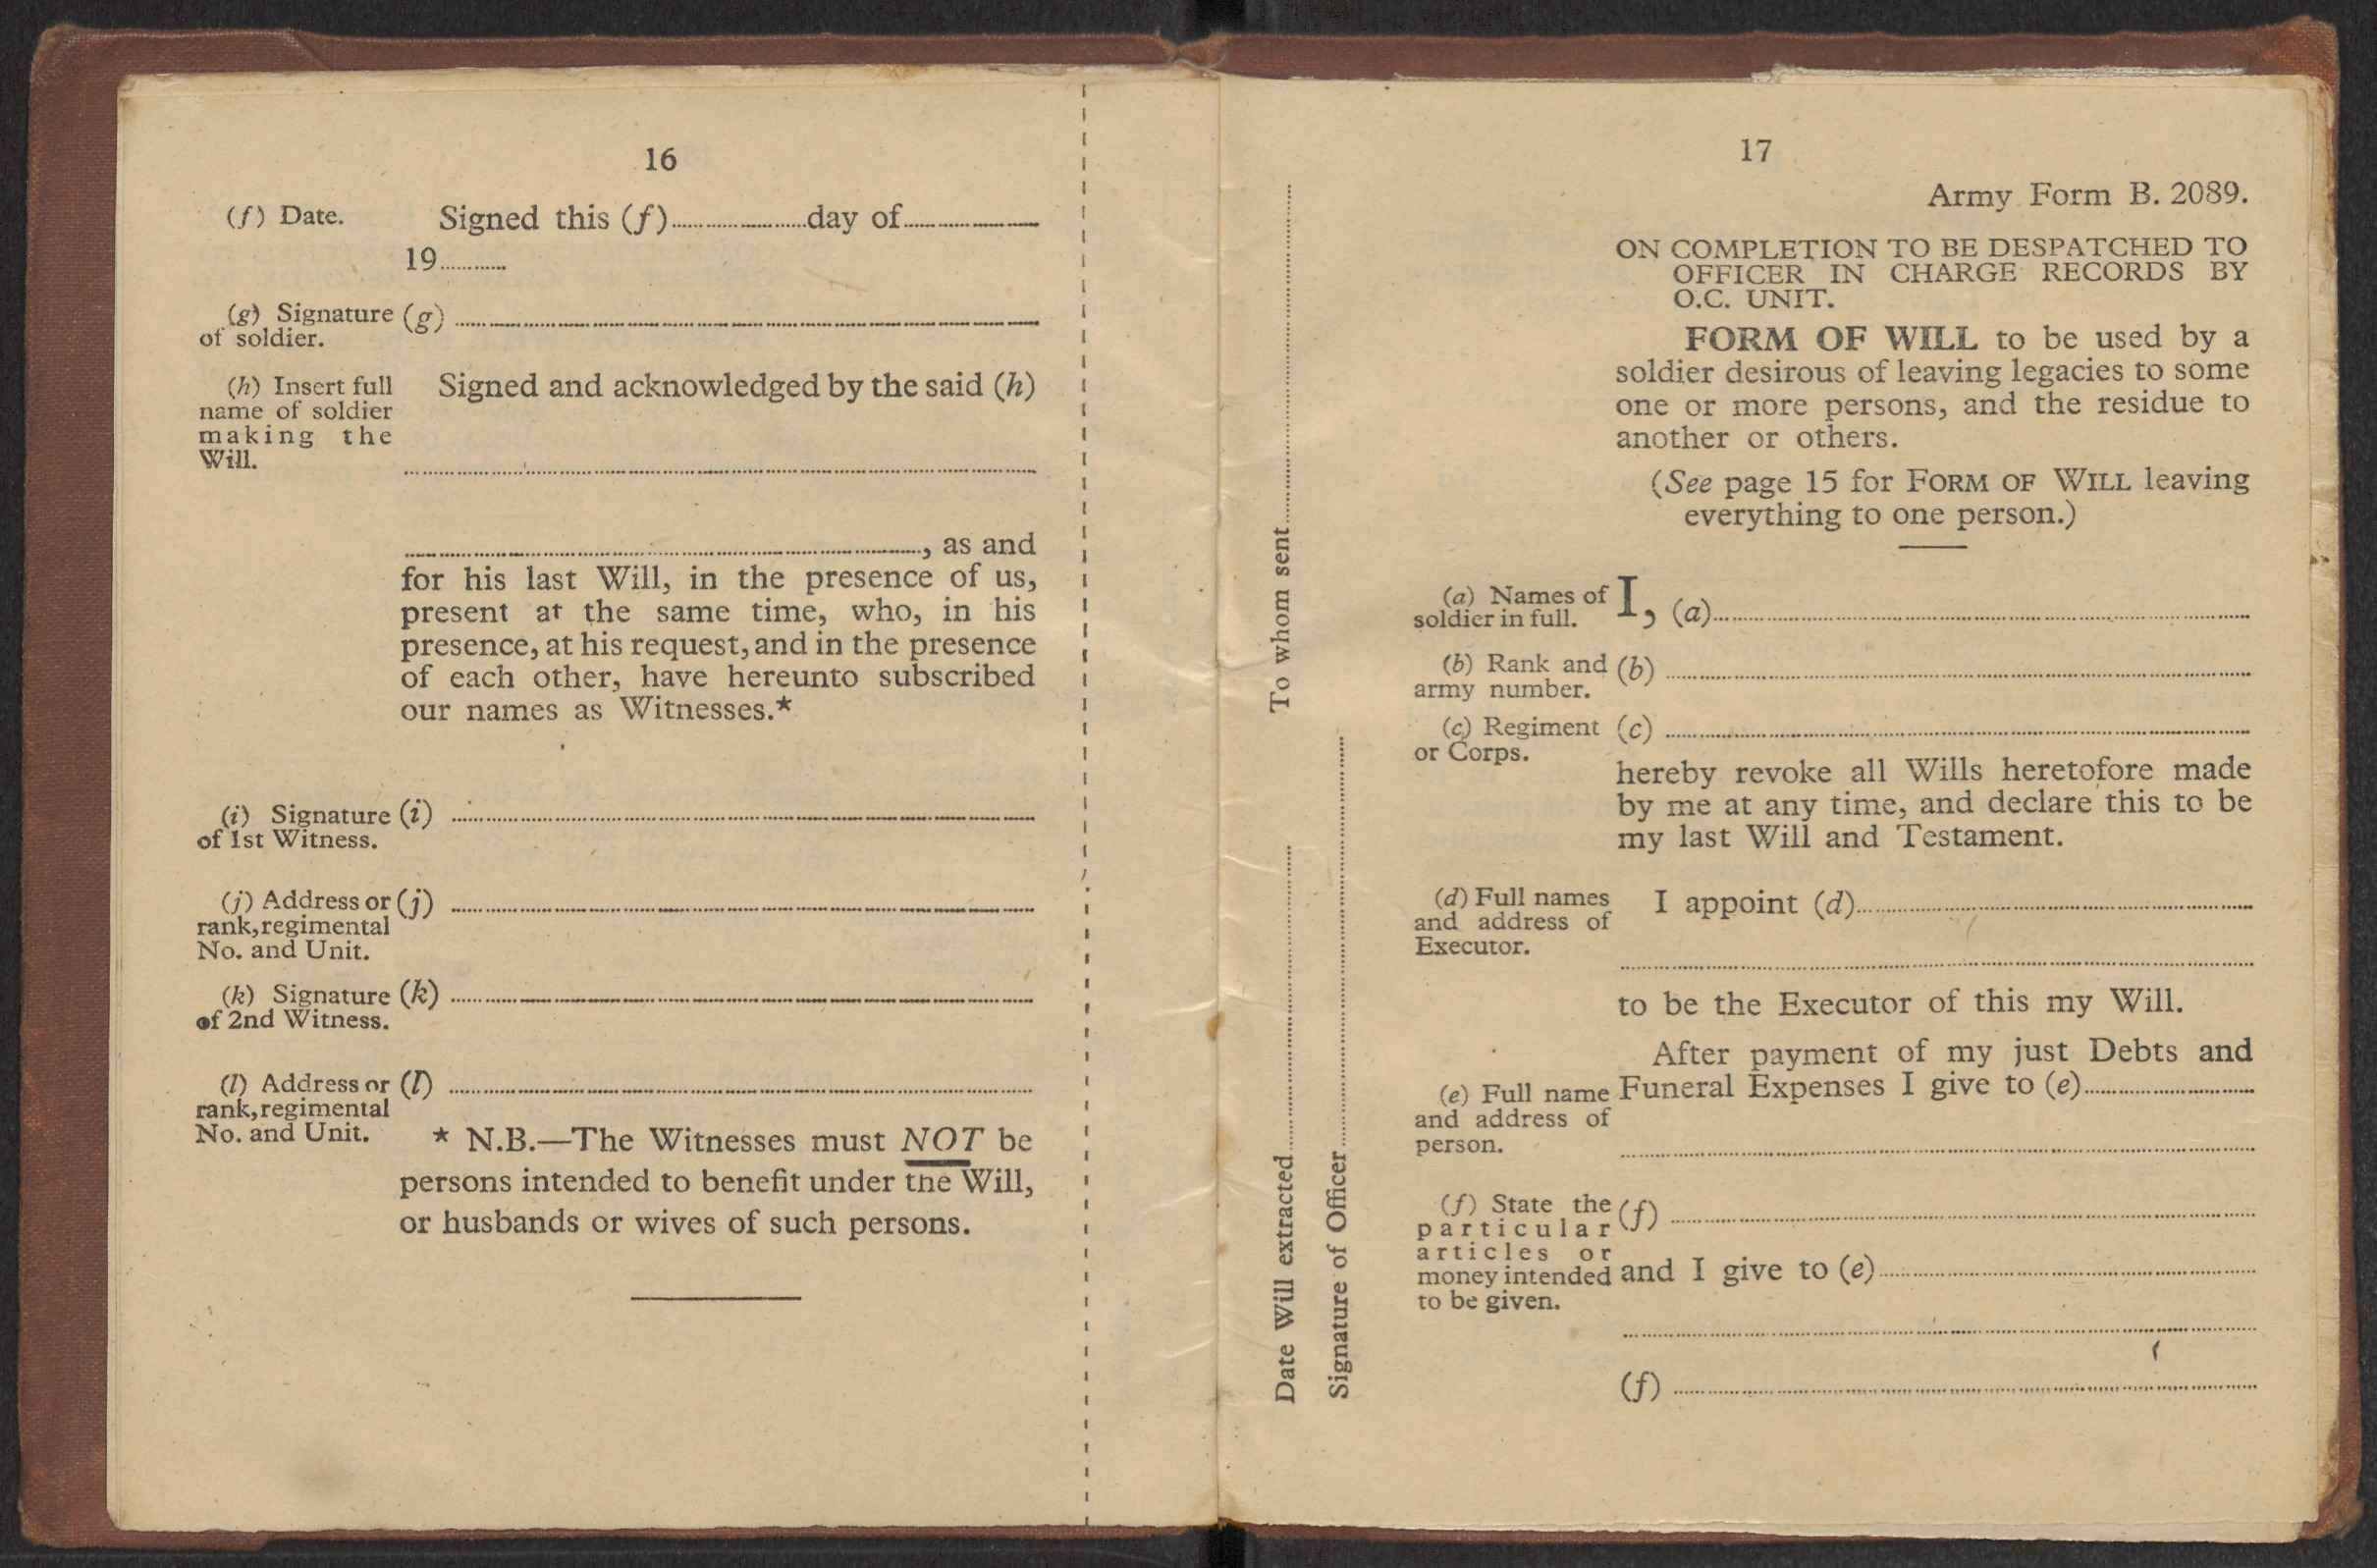 16
(f) Date.
Signed this (f)....................day of....................
19............
(g) Signature of soldier.
(g) ....................
(h) Insert full
name of soldier
making the
Will.
Signed and acknowledged by the said (h)
....................
...................., as and
for his last Will, in the presence of us,
present at the same time, who, in his
presence, at his request, and in the presence
of each other, have hereunto subscribed
our names as Witnesses.*
(i) Signature
of 1st Witness.
(i) ....................
(j) Address or
rank, regimental
No. and Unit.
(j) ....................
(k) Signature
of 2nd Witness.
(k) ....................
(l) Address or
rank, regimental
No. and Unit.
(l) ....................
* N.B.—The Witnesses must NOT be
persons intended to benefit under the Will,
or husbands or wives of such persons.
To whom sent....................
Date Will extracted....................
Signature of Officer....................
17
Army Form B. 2089.
ON COMPLETION TO BE DESPATCHED TO
OFFICER IN CHARGE RECORDS BY
O.C. UNIT.
FORM OF WILL to be used by a
soldier desirous of leaving legacies to some
one or more persons, and the residue to
another or others.
(See page 15 for FORM OF WILL leaving
everything to one person.)
(a) Names of
soldier in full.
I, (a)....................
(b) Rank and
army number.
(b) ....................
(c) Regiment
or Corps.
(c) ....................
hereby revoke all Wills heretofore made
by me at any time, and declare this to be
my last Will and Testament.
(d) Full names
and address of
Executor.
I appoint (d)....................
....................
to be the Executor of this my Will.
After payment of my just Debts and
Funeral Expenses I give to (e)....................
(e) Full name
and address of
person.
....................
(f) State the
particular
articles or
money intended
to be given.
(f) ....................
and I give to (e)....................
....................
(f) ....................